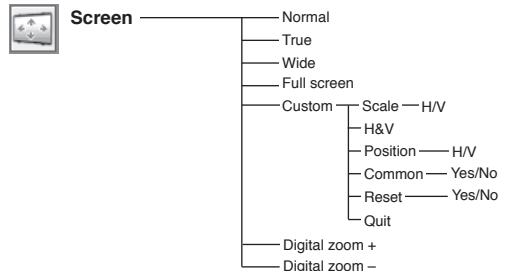 Screen Normal
True
Wide
Full screen
Custom Scale H/V
H&V
Position H/V
Common Yes/No
Reset Yes/No
Quit
Digital zoom +
Digital zoom –